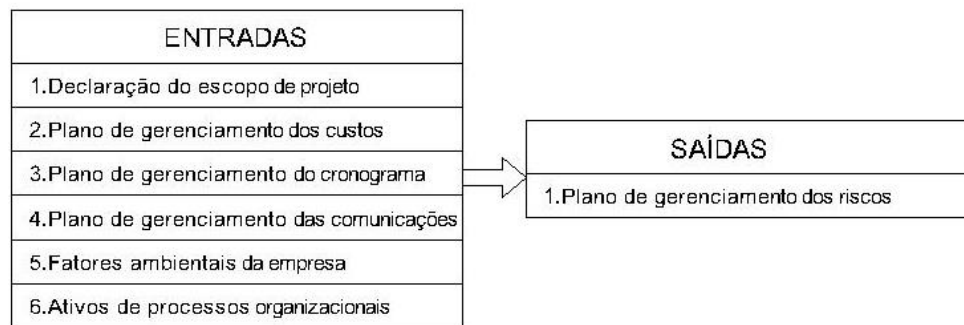 ENTRADAS
1.Declaração do escopo de projeto
2.Plano de gerenciamento dos custos
3.Plano de gerenciamento do cronograma
4.Plano de gerenciamento das comunicações
5.Fatores ambientais da empresa
6.Ativos de processos organizacionais
SAÍDAS
1.Plano de gerenciamento dos riscos